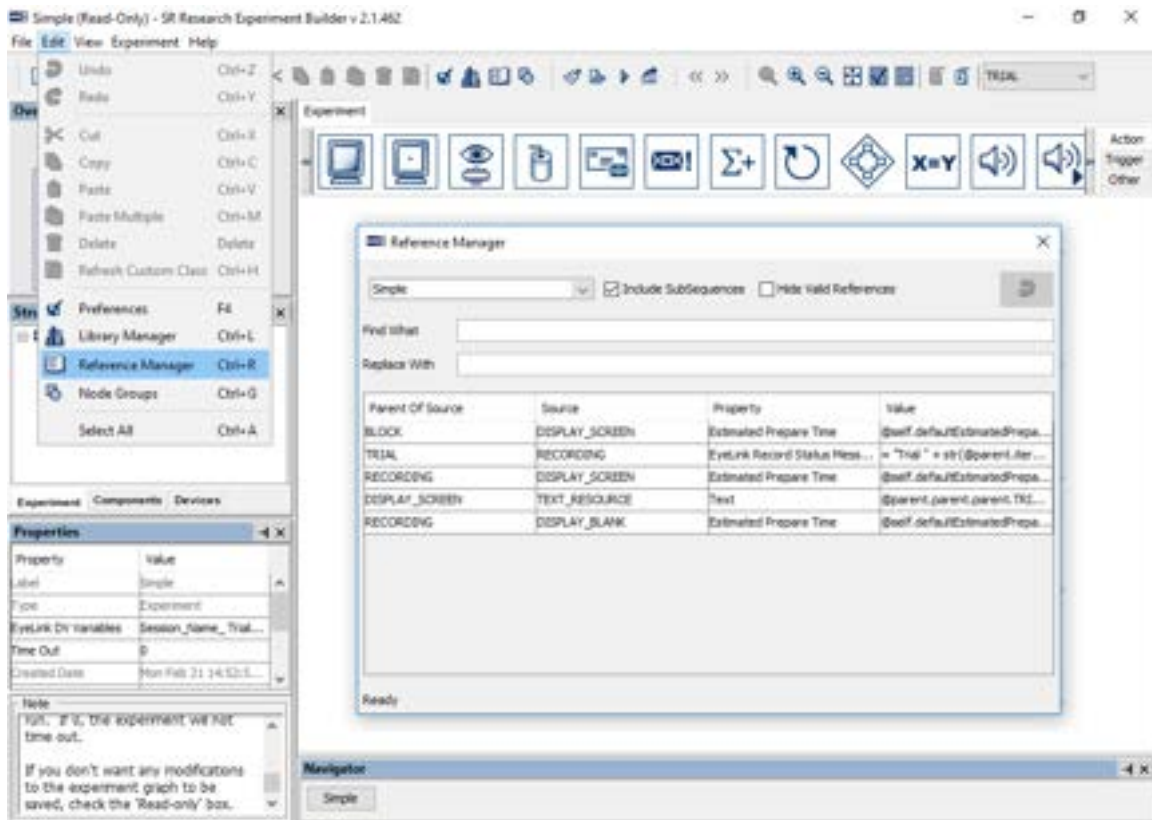 Simple (Read-Only) - SR Research Experiment Builder v 2.1.462
File Edit View Experiment Help
Undo Ctrl+Z
Redo Ctrl+Y
Cut Ctrl+X
Copy Ctrl+C
Paste Ctrl+V
Paste Multiple Ctrl+M
Delete Delete
Refresh Custom Class Ctrl+H
Preferences F4
Library Manager Ctrl+L
Reference Manager Ctrl+R
Node Groups Ctrl+G
Select All Ctrl+A
TRIAL
Experiment
X=Y
Action
Trigger
Other
Reference Manager
Simple Include SubSequences Hide Valid References
Find What
Replace With
Parent Of Source Source Property Value
BLOCK DISPLAY_SCREEN Estimated Prepare Time @self.defaultEstimatedPrepa...
TRIAL RECORDING EyeLink Record Status Mess... = "Trial " + str(@parent.iter...
RECORDING DISPLAY_SCREEN Estimated Prepare Time @self.defaultEstimatedPrepa...
DISPLAY_SCREEN TEXT_RESOURCE Text @parent.parent.parent.TRI...
RECORDING DISPLAY_BLANK Estimated Prepare Time @self.defaultEstimatedPrepa...
Ready
Experiment Components Devices
Properties
Property Value
Label Simple
Type Experiment
EyeLink DV Variables Session_Name_ Trial...
Time Out 0
Created Date Mon Feb 21 14:52:5...
Note
run. If 0, the experiment will not
time out.
If you don't want any modifications
to the experiment graph to be
saved, check the 'Read-only' box.
Navigator
Simple